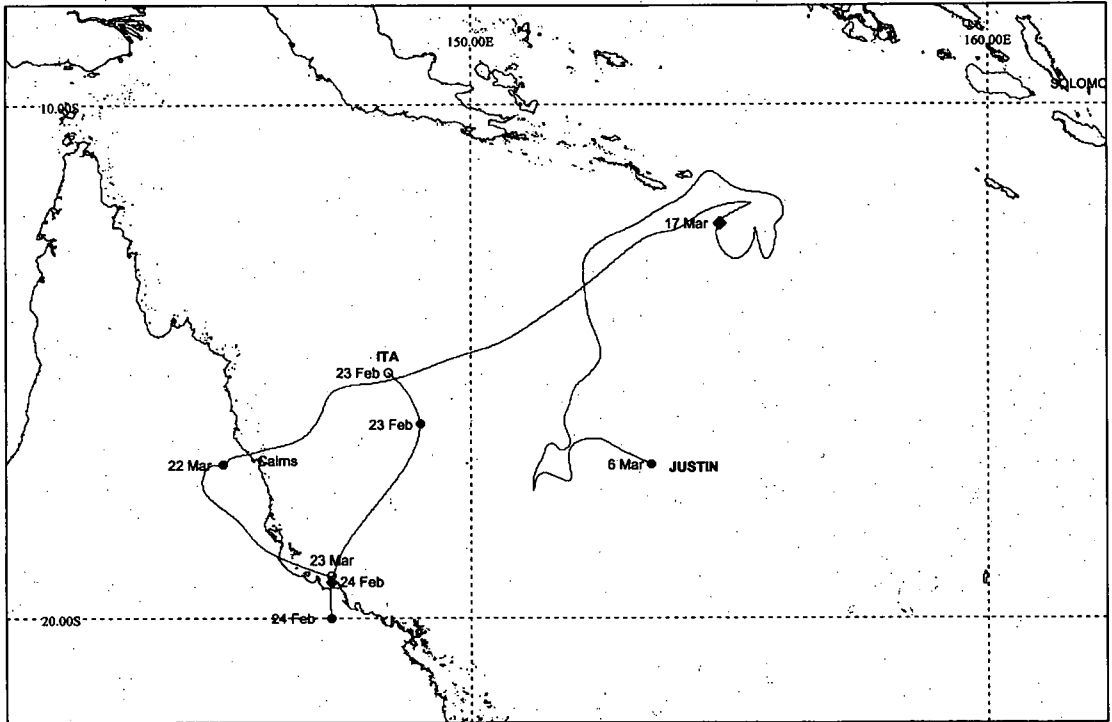 150.00E
160.00E
SOLOMO
10.00S
17 Mar
ITA
23 Feb
23 Feb
22 Mar
Cairns
6 Mar
JUSTIN
23 Mar
24 Feb
24 Feb
20.00S